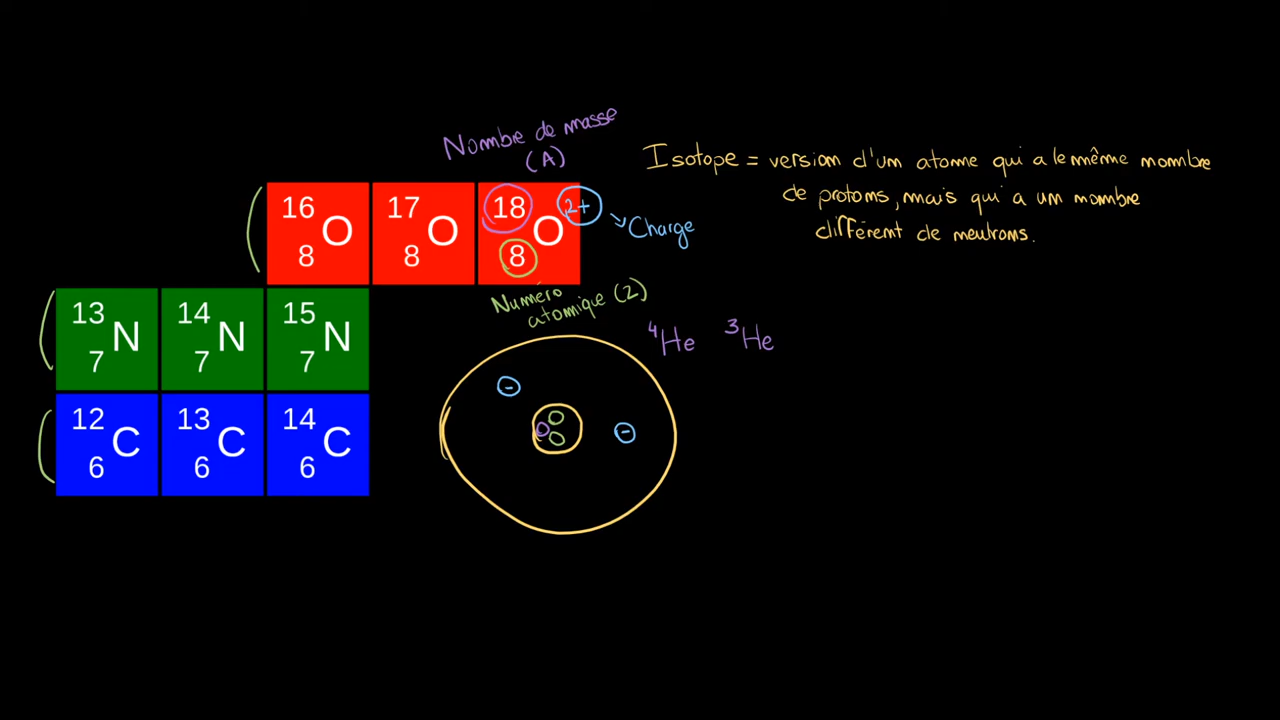 Nombre de masse
(A)
Isotope = version d'un atome qui a le même nombre
de protons, mais qui a un nombre
différent de neutrons.
16 8 O
17 8 O
18 8 O 2+
Charge
Numéro
atomique (Z)
13 7 N
14 7 N
15 7 N
4He 3He
12 6 C
13 6 C
14 6 C
- 
-